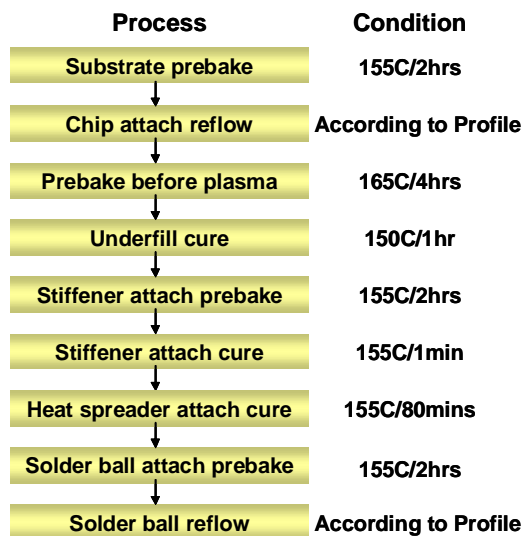 Process Condition
Substrate prebake 155C/2hrs
Chip attach reflow According to Profile
Prebake before plasma 165C/4hrs
Underfill cure 150C/1hr
Stiffener attach prebake 155C/2hrs
Stiffener attach cure 155C/1min
Heat spreader attach cure 155C/80mins
Solder ball attach prebake 155C/2hrs
Solder ball reflow According to Profile